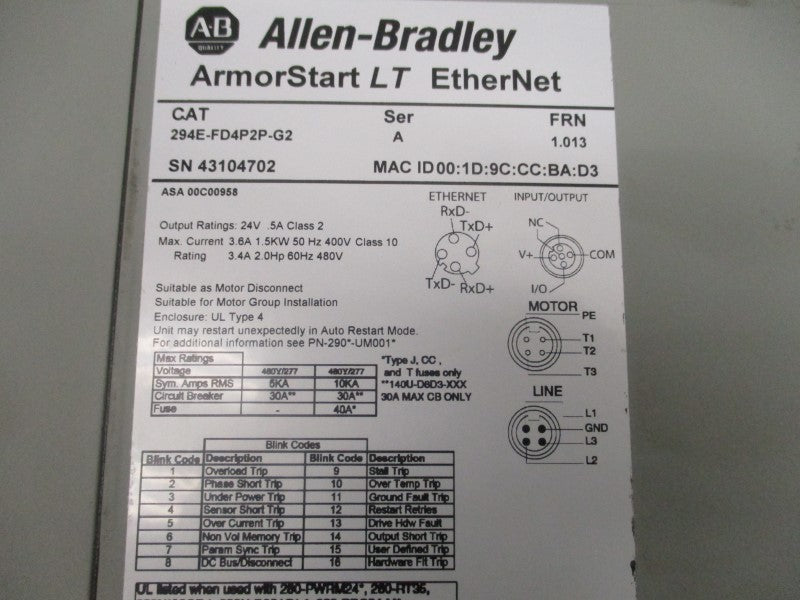 A-B
QUALITY
Allen-Bradley
ArmorStart LT EtherNet
CAT Ser FRN
294E-FD4P2P-G2 A 1.013
SN 43104702 MAC ID 00:1D:9C:CC:BA:D3
ASA 00C00958
ETHERNET INPUT/OUTPUT
RxD- NC
TxD+
V+ COM
TxD- RxD+ I/O
Output Ratings: 24V .5A Class 2
Max. Current 3.6A 1.5KW 50 Hz 400V Class 10
Rating 3.4A 2.0Hp 60Hz 480V
Suitable as Motor Disconnect
Suitable for Motor Group Installation
Enclosure: UL Type 4
Unit may restart unexpectedly in Auto Restart Mode.
For additional information see PN-290*-UM001*
MOTOR PE
T1
T2
T3
LINE
L1
GND
L3
L2
Max Ratings
Voltage 480Y/277 480Y/277
Sym. Amps RMS 5KA 10KA
Circuit Breaker 30A** 30A**
Fuse - 40A*
*Type J, CC,
and T fuses only
**140U-D6D3-XXX
30A MAX CB ONLY
Blink Codes
Blink Code Description Blink Code Description
1 Overload Trip 9 Stall Trip
2 Phase Short Trip 10 Over Temp Trip
3 Under Power Trip 11 Ground Fault Trip
4 Sensor Short Trip 12 Restart Retries
5 Over Current Trip 13 Drive Hdw Fault
6 Non Vol Memory Trip 14 Output Short Trip
7 Param Sync Trip 15 User Defined Trip
8 DC Bus/Disconnect 16 Hardware Flt Trip
UL listed when used with 280-PWRM24*, 280-RT35,